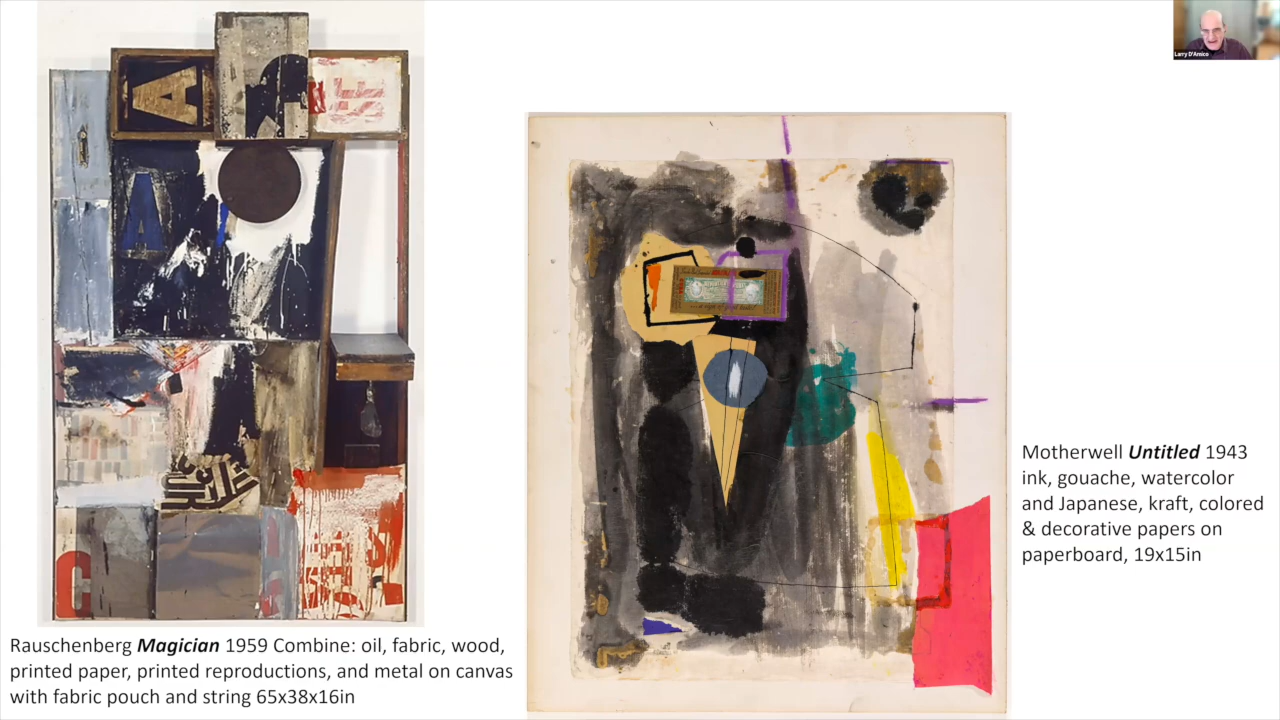 Larry D'Amico
A
SF
A
C
Rauschenberg Magician 1959 Combine: oil, fabric, wood,
printed paper, printed reproductions, and metal on canvas
with fabric pouch and string 65x38x16in
Motherwell Untitled 1943
ink, gouache, watercolor
and Japanese, kraft, colored
& decorative papers on
paperboard, 19x15in